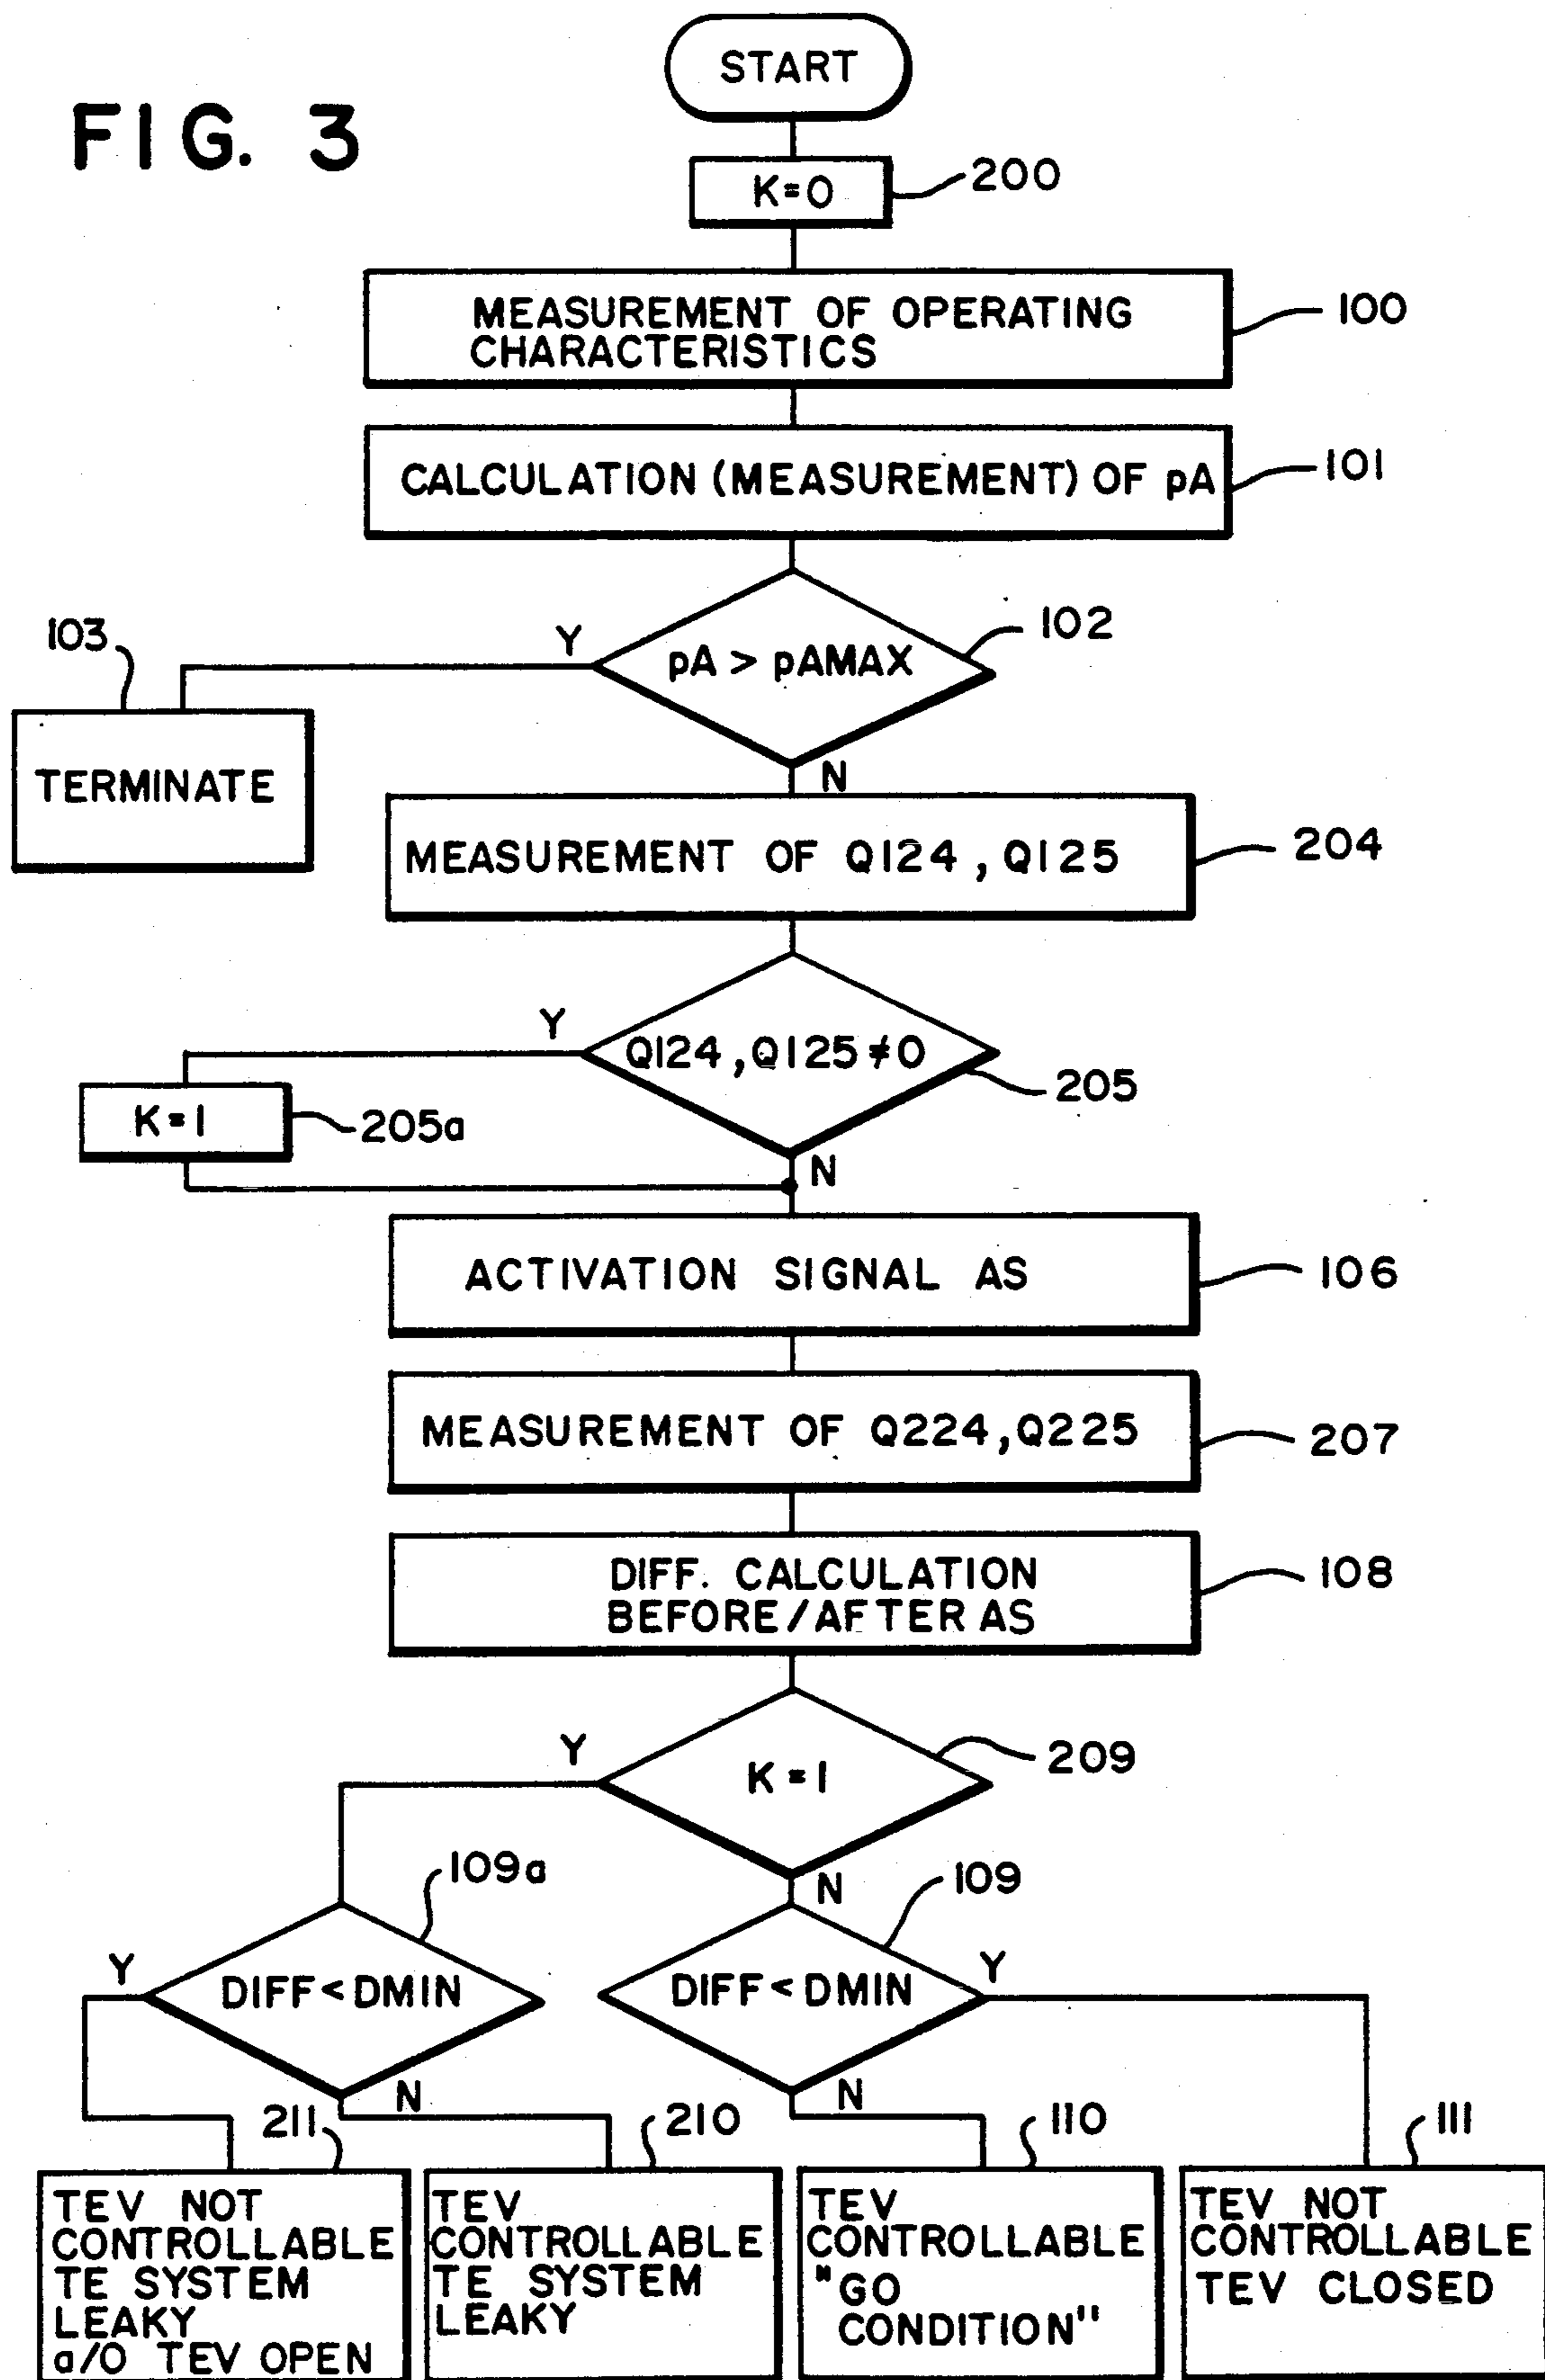 FIG. 3
START
K=0
200
MEASUREMENT OF OPERATING
CHARACTERISTICS
100
CALCULATION (MEASUREMENT) OF pA
101
103
Y
pA > pAMAX
102
TERMINATE
N
MEASUREMENT OF Q124, Q125
204
Y
Q124, Q125≠0
205
K=1
205a
N
ACTIVATION SIGNAL AS
106
MEASUREMENT OF Q224, Q225
207
DIFF. CALCULATION
BEFORE/AFTER AS
108
Y
K=1
209
109a
N
109
Y
DIFF<DMIN
DIFF<DMIN
Y
N
N
211
210
110
111
TEV NOT
CONTROLLABLE
TE SYSTEM
LEAKY
a/O TEV OPEN
TEV
CONTROLLABLE
TE SYSTEM
LEAKY
TEV
CONTROLLABLE
"GO
CONDITION"
TEV NOT
CONTROLLABLE
TEV CLOSED